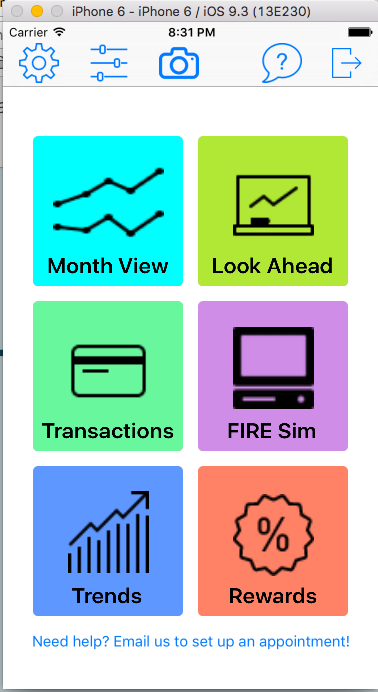 iPhone 6 - iPhone 6 / iOS 9.3 (13E230)
Carrier 8:31 PM
?
Month View
Look Ahead
Transactions
FIRE Sim
%
Trends
Rewards
Need help? Email us to set up an appointment!